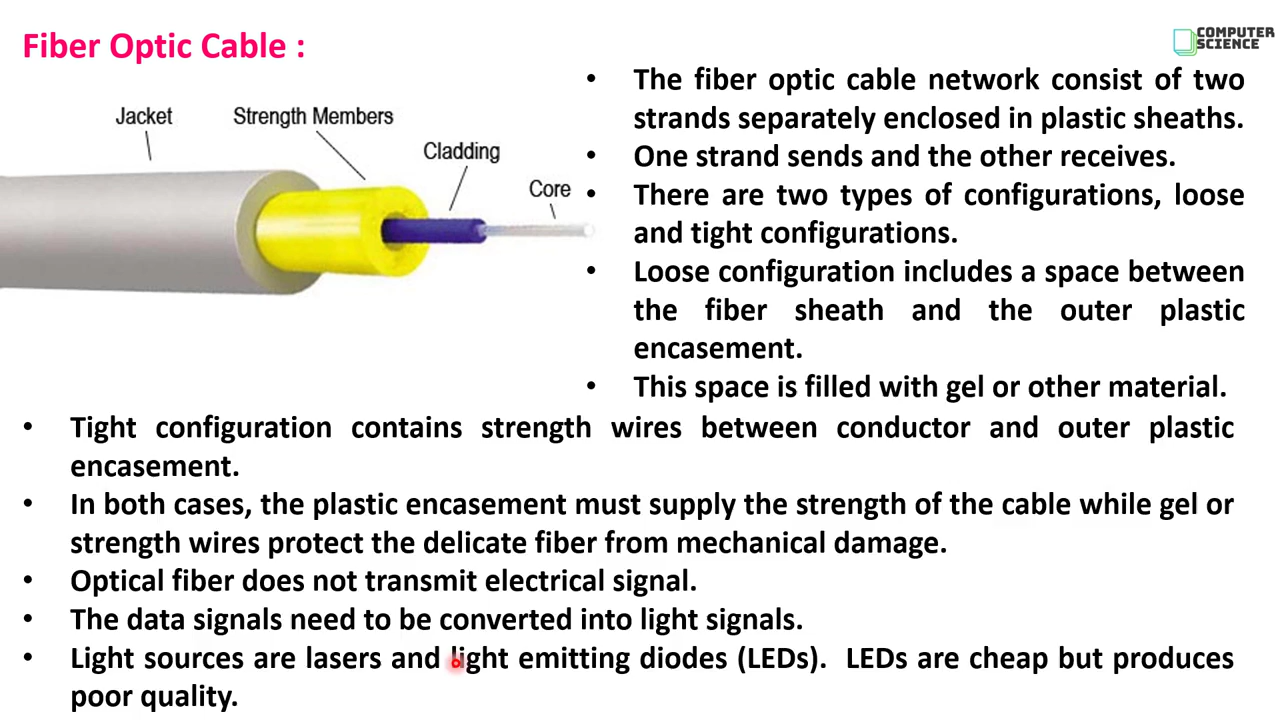 Fiber Optic Cable :
COMPUTER
SCIENCE
Jacket
Strength Members
Cladding
Core
• The fiber optic cable network consist of two
strands separately enclosed in plastic sheaths.
• One strand sends and the other receives.
• There are two types of configurations, loose
and tight configurations.
• Loose configuration includes a space between
the fiber sheath and the outer plastic
encasement.
• This space is filled with gel or other material.
• Tight configuration contains strength wires between conductor and outer plastic
encasement.
• In both cases, the plastic encasement must supply the strength of the cable while gel or
strength wires protect the delicate fiber from mechanical damage.
• Optical fiber does not transmit electrical signal.
• The data signals need to be converted into light signals.
• Light sources are lasers and light emitting diodes (LEDs). LEDs are cheap but produces
poor quality.